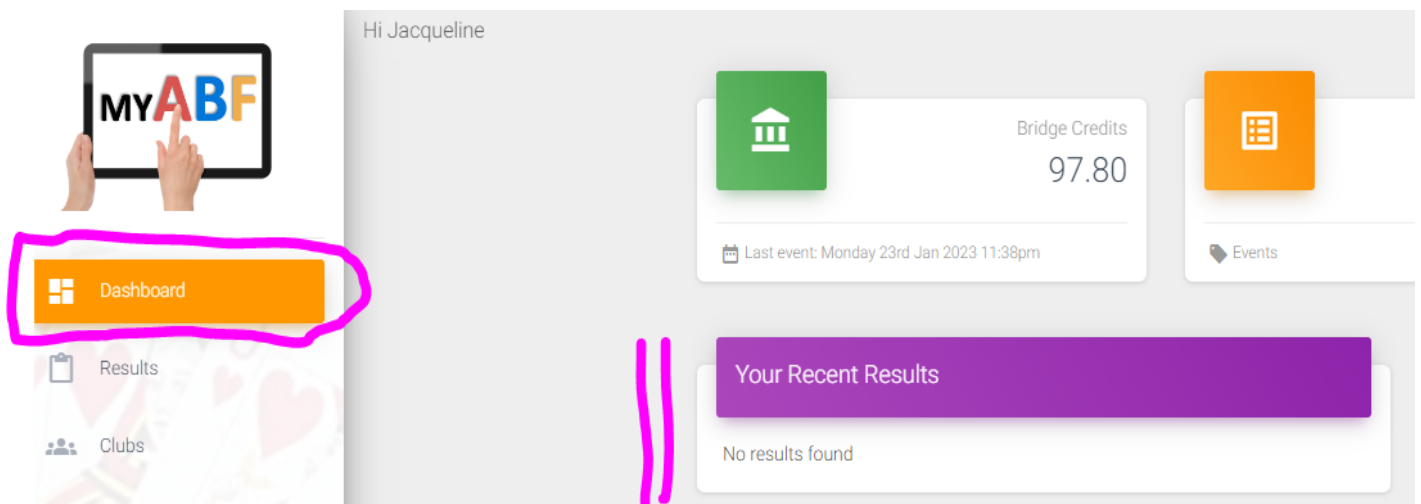 Hi Jacqueline
MYABF
Bridge Credits
97.80
Last event: Monday 23rd Jan 2023 11:38pm
Events
Dashboard
Results
Clubs
Your Recent Results
No results found